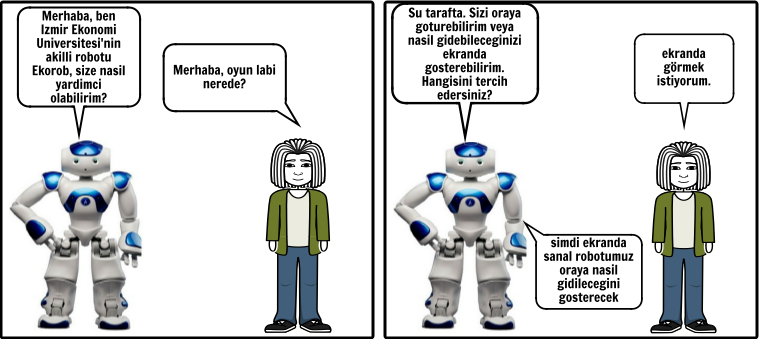 Merhaba, ben
Izmir Ekonomi
Universitesi'nin
akilli robotu
Ekorob, size nasil
yardimci
olabilirim?
Merhaba, oyun labi
nerede?
Su tarafta. Sizi oraya
goturebilirim veya
nasil gidebileceginizi
ekranda
gosterebilirim.
Hangisini tercih
edersiniz?
ekranda
görmek
istiyorum.
simdi ekranda
sanal robotumuz
oraya nasil
gidilecegini
gosterecek